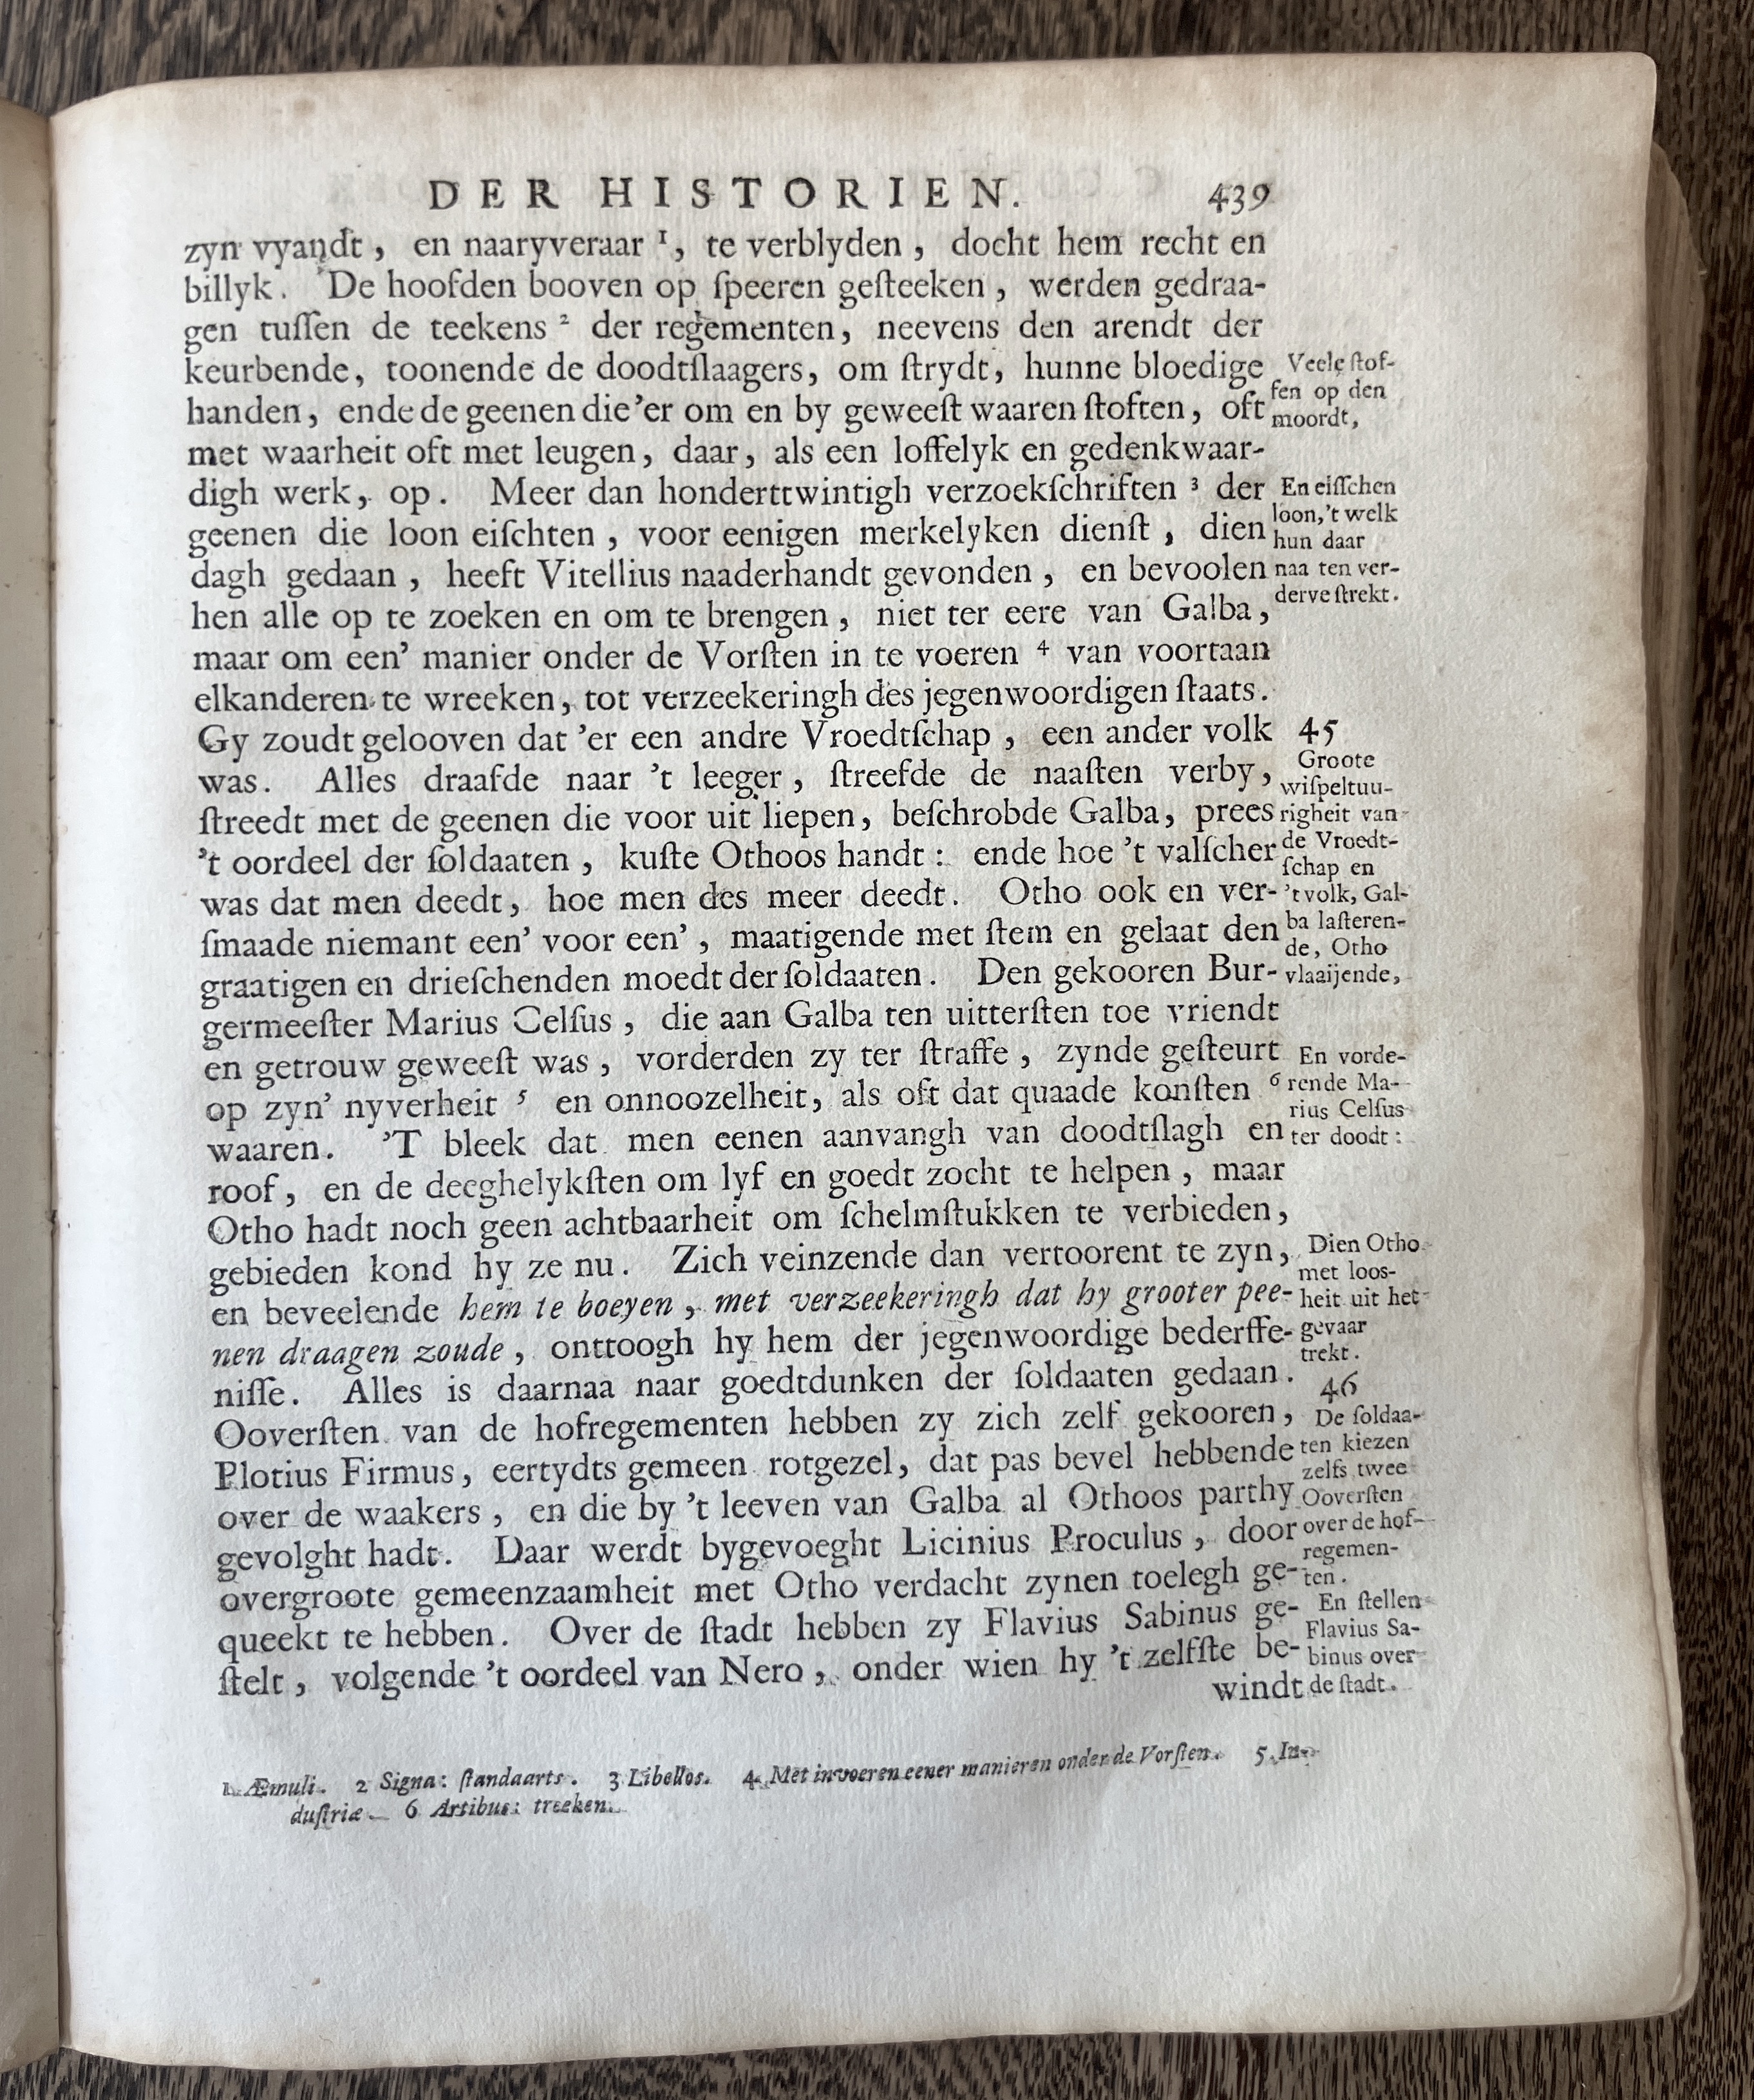 DER HISTORIEN. 439
zyn vyandt, en naaryveraar ¹, te verblyden, docht hem recht en
billyk. De hoofden booven op ſpeeren geſteeken, werden gedraa-
gen tuſſen de teekens ² der regementen, neevens den arendt der
keurbende, toonende de doodtſlaagers, om ſtrydt, hunne bloedige
handen, ende de geenen die'er om en by geweeſt waaren ſtoften, oft
met waarheit oft met leugen, daar, als een loffelyk en gedenkwaar-
digh werk, op. Meer dan honderttwintigh verzoekſchriften ³ der
geenen die loon eiſchten, voor eenigen merkelyken dienſt, dien
dagh gedaan, heeft Vitellius naaderhandt gevonden, en bevoolen
hen alle op te zoeken en om te brengen, niet ter eere van Galba,
maar om een' manier onder de Vorſten in te voeren ⁴ van voortaan
elkanderen te wreeken, tot verzeekeringh des jegenwoordigen ſtaats.
Gy zoudt gelooven dat 'er een andre Vroedtſchap, een ander volk
was. Alles draafde naar 't leeger, ſtreefde de naaſten verby,
ſtreedt met de geenen die voor uit liepen, beſchrobde Galba, prees
't oordeel der ſoldaaten, kuſte Othoos handt: ende hoe 't valſcher
was dat men deedt, hoe men des meer deedt. Otho ook en ver-
ſmaade niemant een' voor een', maatigende met ſtem en gelaat den
graatigen en drieſchenden moedt der ſoldaaten. Den gekooren Bur-
germeeſter Marius Celſus, die aan Galba ten uitterſten toe vriendt
en getrouw geweeſt was, vorderden zy ter ſtraffe, zynde geſteurt
op zyn' nyverheit ⁵ en onnoozelheit, als oft dat quaade konſten ⁶
waaren. 'T bleek dat men eenen aanvangh van doodtſlagh en
roof, en de deeghelykſten om lyf en goedt zocht te helpen, maar
Otho hadt noch geen achtbaarheit om ſchelmſtukken te verbieden,
gebieden kond hy ze nu. Zich veinzende dan vertoorent te zyn,
en beveelende hem te boeyen, met verzeekeringh dat hy grooter pee-
nen draagen zoude, onttoogh hy hem der jegenwoordige bederffe-
niſſe. Alles is daarnaa naar goedtdunken der ſoldaaten gedaan.
Ooverſten van de hofregementen hebben zy zich zelf gekooren,
Plotius Firmus, eertydts gemeen rotgezel, dat pas bevel hebbende
over de waakers, en die by 't leeven van Galba al Othoos parthy
gevolght hadt. Daar werdt bygevoeght Licinius Proculus, door
overgroote gemeenzaamheit met Otho verdacht zynen toelegh ge-
queekt te hebben. Over de ſtadt hebben zy Flavius Sabinus ge-
ſtelt, volgende 't oordeel van Nero, onder wien hy 't zelfſte be-
windt
Veele ſtof-
fen op den
moordt,
En eiſſchen
loon, 't welk
hun daar
naa ten ver-
derve ſtrekt.
45
Groote
wiſpeltuu-
righeit van
de Vroedt-
ſchap en
't volk, Gal-
ba laſteren-
de, Otho
vlaaijende,
En vorde-
rende Ma-
rius Celſus
ter doodt:
Dien Otho
met loos-
heit uit het
gevaar
trekt.
46
De ſoldaa-
ten kiezen
zelfs twee
Ooverſten
over de hof-
regemen-
ten.
En ſtellen
Flavius Sa-
binus over
de ſtadt.
1 Æmuli. 2 Signa: ſtandaarts. 3 Libellos. 4 Met invoeren eener manieren onder de Vorſten. 5 In-
duſtriæ. 6 Artibus: treeken.